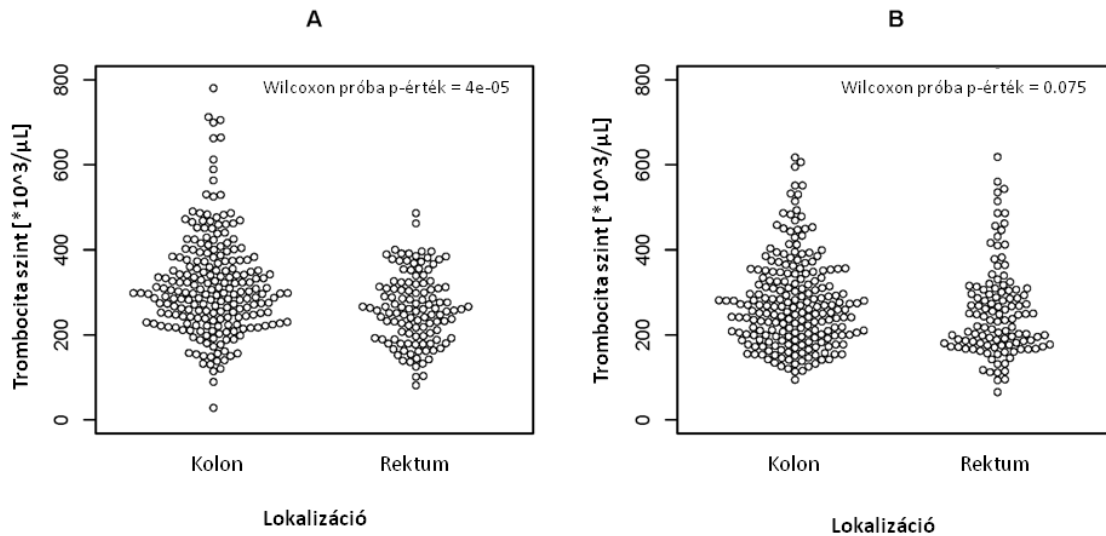 A
Trombocita szint [*10^3/µL]
800
600
400
200
0
Wilcoxon próba p-érték = 4e-05
Kolon Rektum
Lokalizáció
B
Trombocita szint [*10^3/µL]
800
600
400
200
0
Wilcoxon próba p-érték = 0.075
Kolon Rektum
Lokalizáció